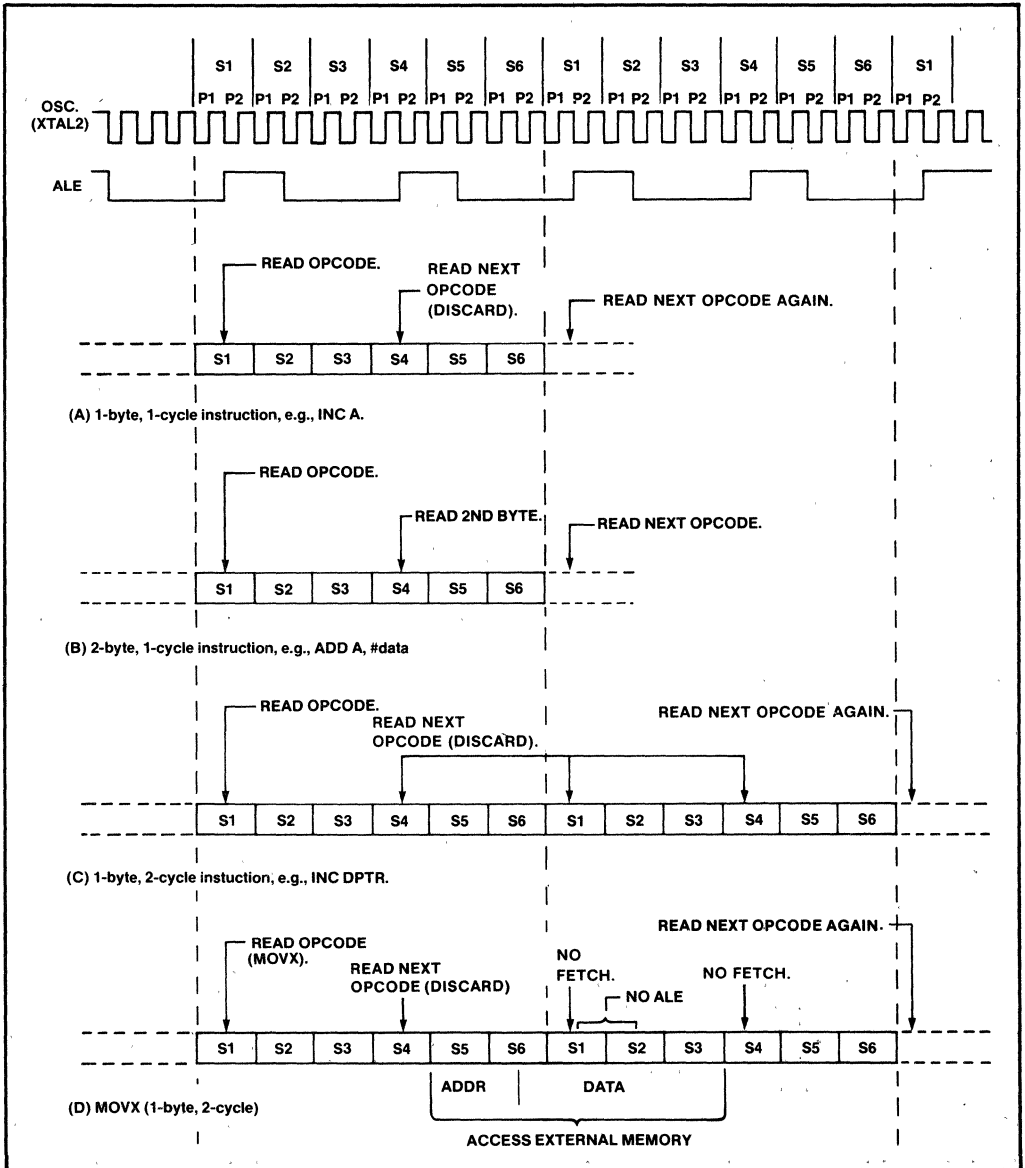 S1 S2 S3 S4 S5 S6 S1 S2 S3 S4 S5 S6 S1
P1 P2 P1 P2 P1 P2 P1 P2 P1 P2 P1 P2 P1 P2 P1 P2 P1 P2 P1 P2 P1 P2 P1 P2 P1 P2
OSC.
(XTAL2)
ALE
READ OPCODE.
READ NEXT
OPCODE
(DISCARD).
READ NEXT OPCODE AGAIN.
S1 S2 S3 S4 S5 S6
(A) 1-byte, 1-cycle instruction, e.g., INC A.
READ OPCODE.
READ 2ND BYTE.
READ NEXT OPCODE.
S1 S2 S3 S4 S5 S6
(B) 2-byte, 1-cycle instruction, e.g., ADD A, #data
READ OPCODE.
READ NEXT
OPCODE (DISCARD).
READ NEXT OPCODE AGAIN.
S1 S2 S3 S4 S5 S6 S1 S2 S3 S4 S5 S6
(C) 1-byte, 2-cycle instuction, e.g., INC DPTR.
READ OPCODE
(MOVX).
READ NEXT
OPCODE (DISCARD)
NO
FETCH.
NO ALE
NO FETCH.
READ NEXT OPCODE AGAIN.
S1 S2 S3 S4 S5 S6 S1 S2 S3 S4 S5 S6
ADDR DATA
(D) MOVX (1-byte, 2-cycle)
ACCESS EXTERNAL MEMORY